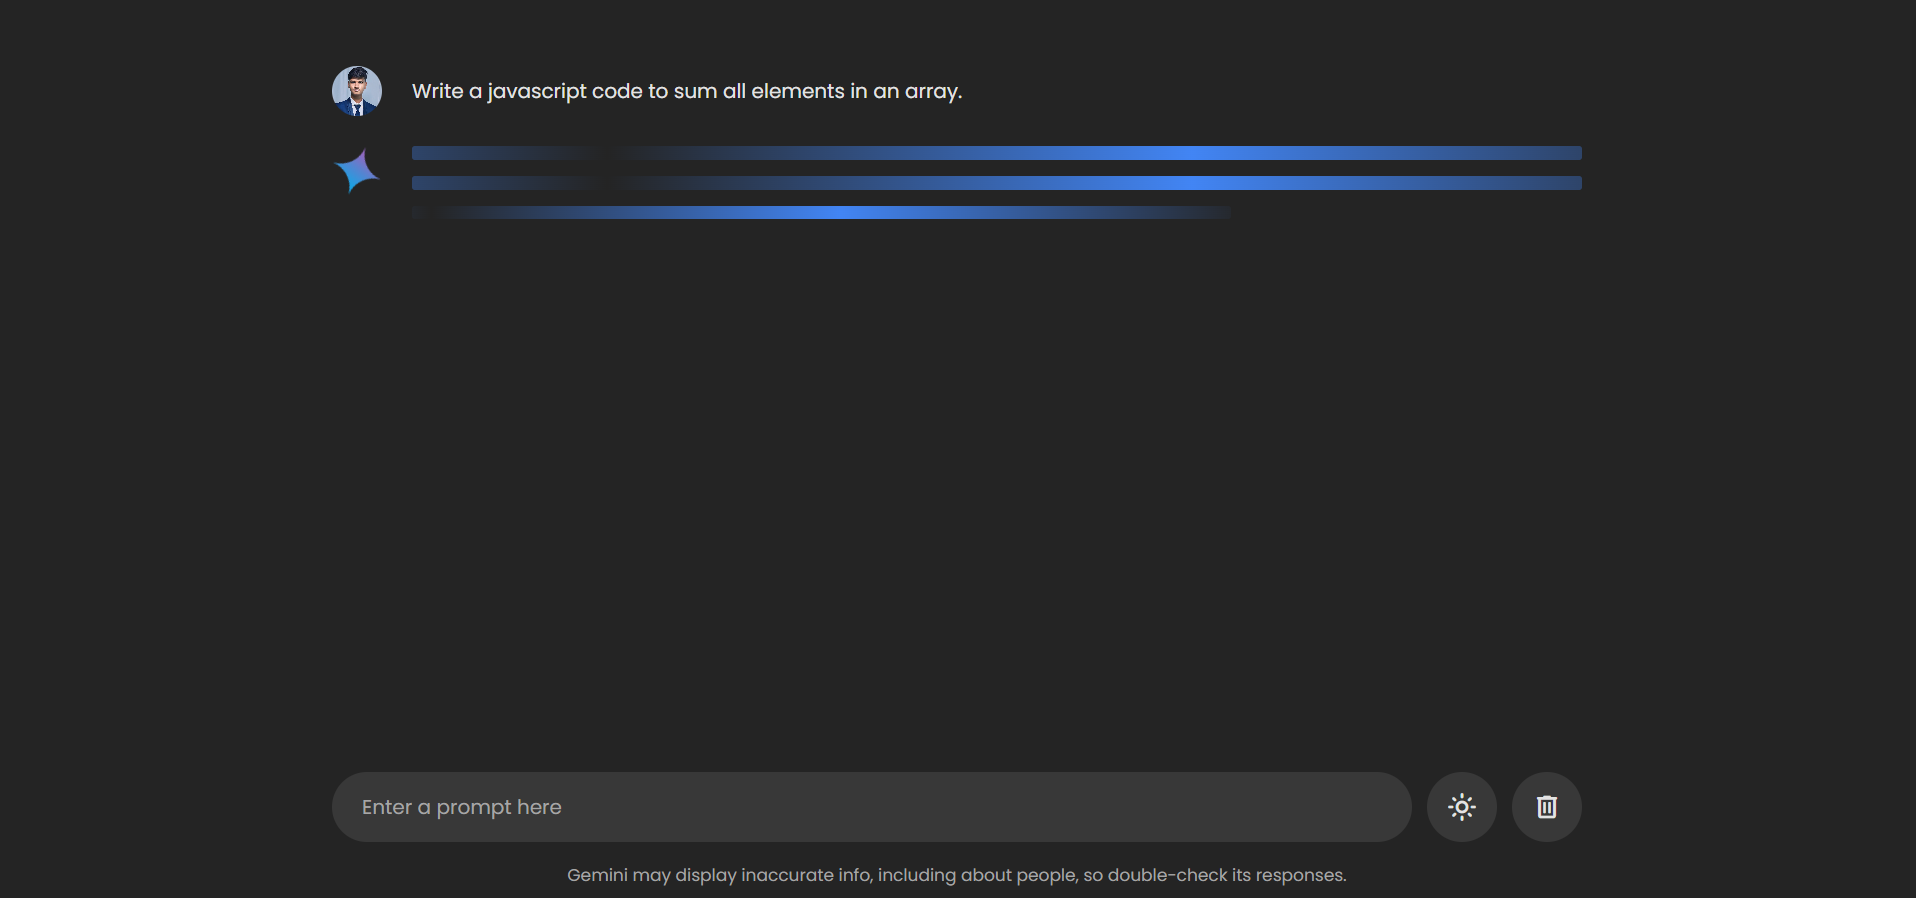 Write a javascript code to sum all elements in an array.
Enter a prompt here
Gemini may display inaccurate info, including about people, so double-check its responses.